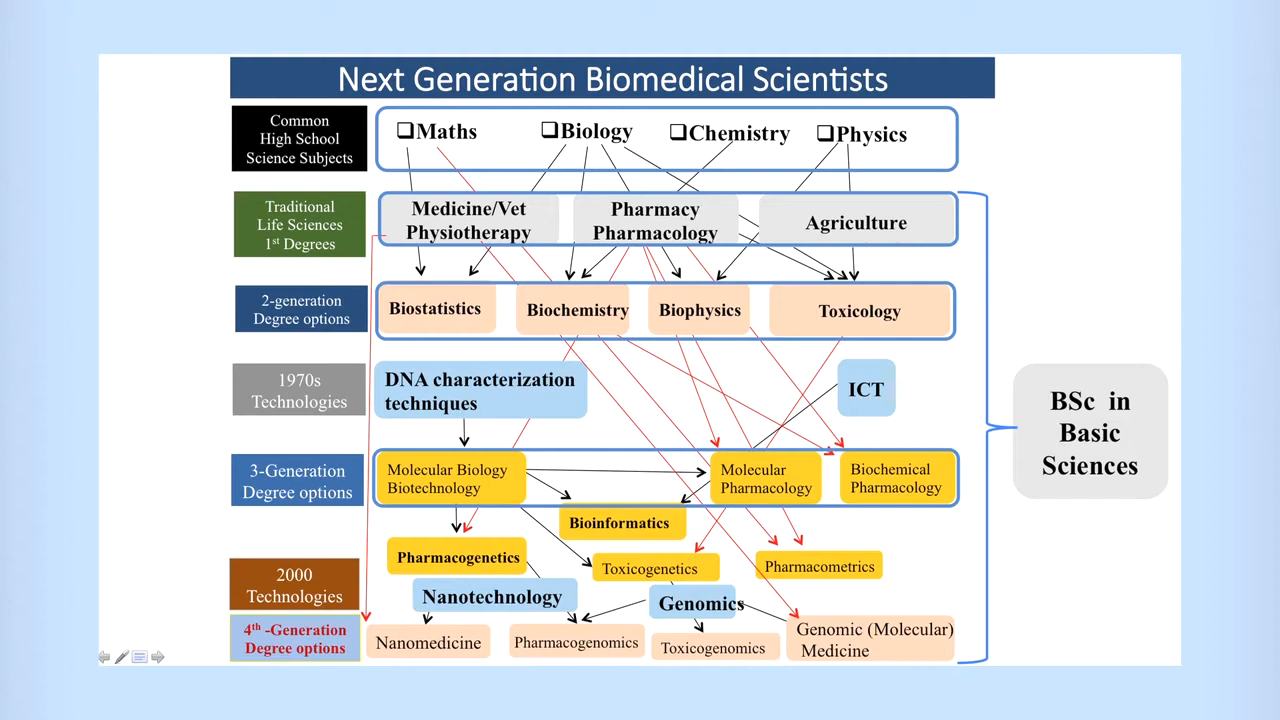 Next Generation Biomedical Scientists
Common
High School
Science Subjects
❑Maths
❑Biology
❑Chemistry
❑Physics
Traditional
Life Sciences
1st Degrees
Medicine/Vet
Physiotherapy
Pharmacy
Pharmacology
Agriculture
2-generation
Degree options
Biostatistics
Biochemistry
Biophysics
Toxicology
1970s
Technologies
DNA characterization
techniques
ICT
BSc in
Basic
Sciences
3-Generation
Degree options
Molecular Biology
Biotechnology
Molecular
Pharmacology
Biochemical
Pharmacology
Bioinformatics
Pharmacogenetics
Toxicogenetics
Pharmacometrics
2000
Technologies
Nanotechnology
Genomics
4th -Generation
Degree options
Nanomedicine
Pharmacogenomics
Toxicogenomics
Genomic (Molecular)
Medicine